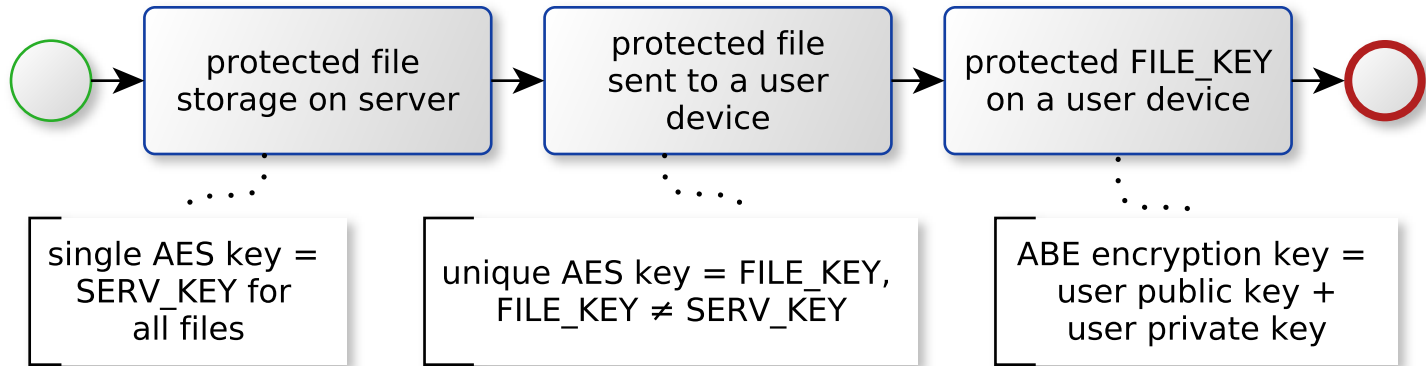 protected file
storage on server
protected file
sent to a user
device
protected FILE_KEY
on a user device
single AES key =
SERV_KEY for
all files
unique AES key = FILE_KEY,
FILE_KEY ≠ SERV_KEY
ABE encryption key =
user public key +
user private key